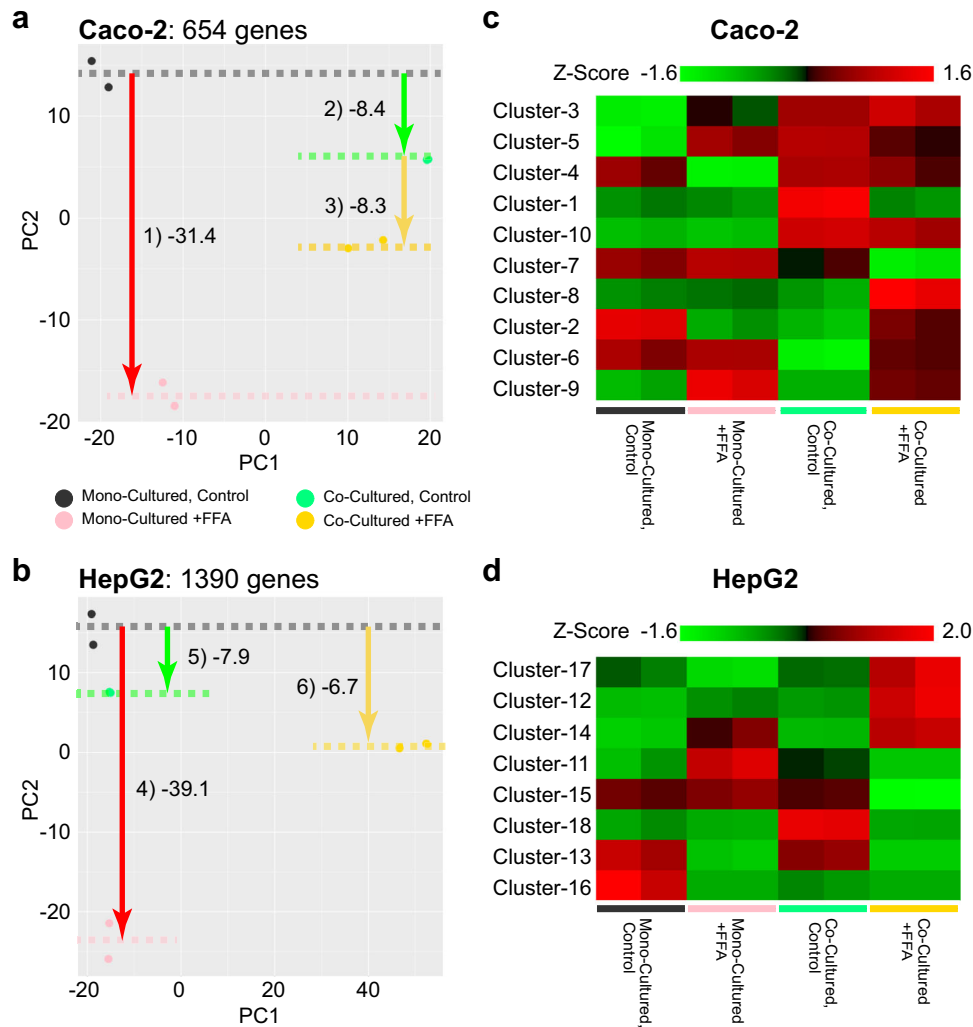 a
Caco-2: 654 genes
10
0
-10
-20
PC2
1) -31.4
2) -8.4
3) -8.3
-20
-10
0
10
20
PC1
Mono-Cultured, Control
Mono-Cultured +FFA
Co-Cultured, Control
Co-Cultured +FFA
b
HepG2: 1390 genes
10
0
-10
-20
PC2
4) -39.1
5) -7.9
6) -6.7
-20
0
20
40
PC1
c
Caco-2
Z-Score -1.6
1.6
Cluster-3
Cluster-5
Cluster-4
Cluster-1
Cluster-10
Cluster-7
Cluster-8
Cluster-2
Cluster-6
Cluster-9
Mono-Cultured,
Control
Mono-Cultured
+FFA
Co-Cultured,
Control
Co-Cultured
+FFA
d
HepG2
Z-Score -1.6
2.0
Cluster-17
Cluster-12
Cluster-14
Cluster-11
Cluster-15
Cluster-18
Cluster-13
Cluster-16
Mono-Cultured,
Control
Mono-Cultured
+FFA
Co-Cultured,
Control
Co-Cultured
+FFA